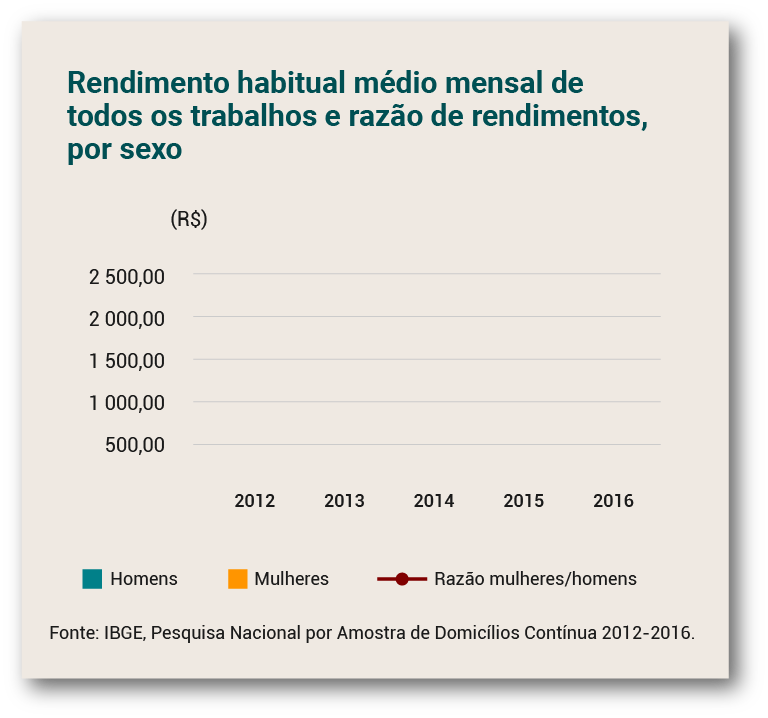 Rendimento habitual médio mensal de
todos os trabalhos e razão de rendimentos,
por sexo
(R$)
2 500,00
2 000,00
1 500,00
1 000,00
500,00
2012 2013 2014 2015 2016
Homens Mulheres Razão mulheres/homens
Fonte: IBGE, Pesquisa Nacional por Amostra de Domicílios Contínua 2012-2016.